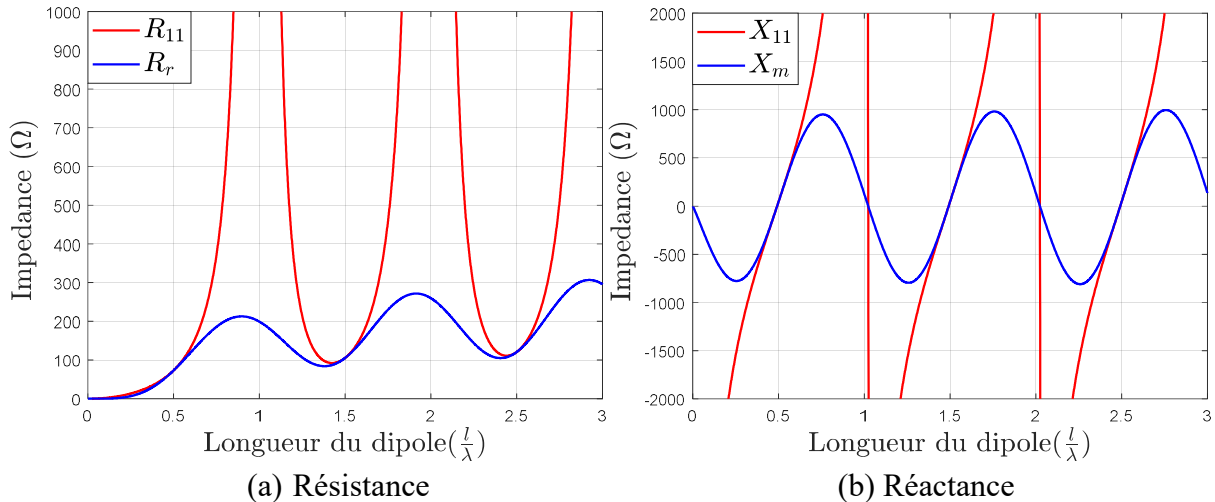 1000
900
800
700
600
500
400
300
200
100
0
Impedance (Ω)
R11
Rr
0 0.5 1 1.5 2 2.5 3
Longueur du dipole(l/λ)
(a) Résistance
2000
1500
1000
500
0
-500
-1000
-1500
-2000
Impedance (Ω)
X11
Xm
0 0.5 1 1.5 2 2.5 3
Longueur du dipole(l/λ)
(b) Réactance